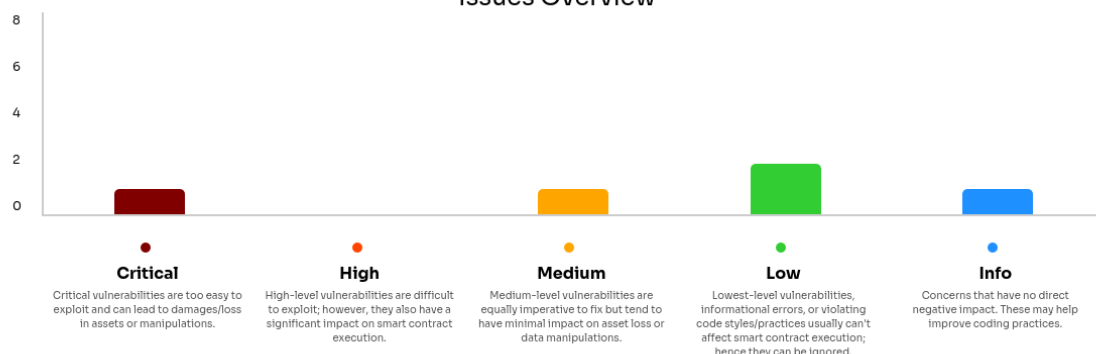 Issues Overview
8
6
4
2
0
Critical
Critical vulnerabilities are too easy to
exploit and can lead to damages/loss
in assets or manipulations.
High
High-level vulnerabilities are difficult
to exploit; however, they also have a
significant impact on smart contract
execution.
Medium
Medium-level vulnerabilities are
equally imperative to fix but tend to
have minimal impact on asset loss or
data manipulations.
Low
Lowest-level vulnerabilities,
informational errors, or violating
code styles/practices usually can't
affect smart contract execution;
hence they can be ignored.
Info
Concerns that have no direct
negative impact. These may help
improve coding practices.